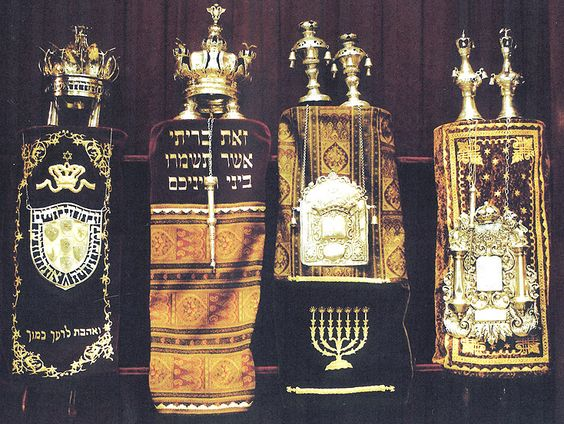 ואהבת לרעך כמוך
זאת בריתי
אשר תשמרו
ביני וביניכם